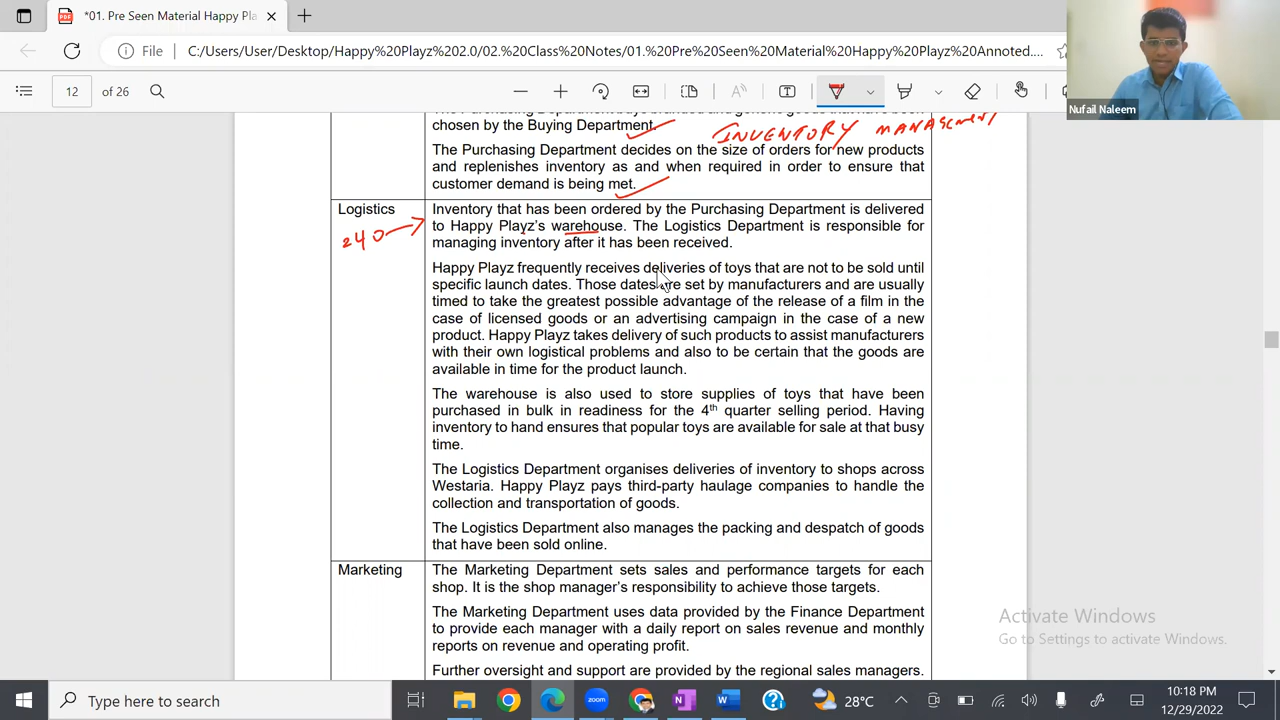 *01. Pre Seen Material Happy Pla
File
C:/Users/User/Desktop/Happy%20Playz%202.0/02.%20Class%20Notes/01.%20Pre%20Seen%20Material%20Happy%20Playz%20Annoted....
12 of 26
Nufail Naleem
chosen by the Buying Department.
INVENTORY MANAGEMENT
The Purchasing Department decides on the size of orders for new products
and replenishes inventory as and when required in order to ensure that
customer demand is being met.
Logistics
240
Inventory that has been ordered by the Purchasing Department is delivered
to Happy Playz's warehouse. The Logistics Department is responsible for
managing inventory after it has been received.
Happy Playz frequently receives deliveries of toys that are not to be sold until
specific launch dates. Those dates are set by manufacturers and are usually
timed to take the greatest possible advantage of the release of a film in the
case of licensed goods or an advertising campaign in the case of a new
product. Happy Playz takes delivery of such products to assist manufacturers
with their own logistical problems and also to be certain that the goods are
available in time for the product launch.
The warehouse is also used to store supplies of toys that have been
purchased in bulk in readiness for the 4th quarter selling period. Having
inventory to hand ensures that popular toys are available for sale at that busy
time.
The Logistics Department organises deliveries of inventory to shops across
Westaria. Happy Playz pays third-party haulage companies to handle the
collection and transportation of goods.
The Logistics Department also manages the packing and despatch of goods
that have been sold online.
Marketing
The Marketing Department sets sales and performance targets for each
shop. It is the shop manager's responsibility to achieve those targets.
The Marketing Department uses data provided by the Finance Department
to provide each manager with a daily report on sales revenue and monthly
reports on revenue and operating profit.
Further oversight and support are provided by the regional sales managers.
Activate Windows
Go to Settings to activate Windows.
Type here to search
28°C
10:18 PM
12/29/2022